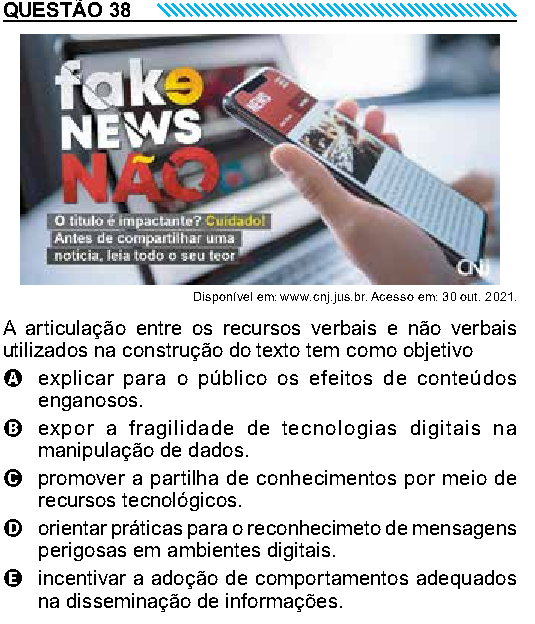 QUESTÃO 38
fake
NEWS
NÃO.
NEWS
O título é impactante? Cuidado!
Antes de compartilhar uma
notícia, leia todo o seu teor
CNJ
Disponível em: www.cnj.jus.br. Acesso em: 30 out. 2021.
A articulação entre os recursos verbais e não verbais
utilizados na construção do texto tem como objetivo
A explicar para o público os efeitos de conteúdos
enganosos.
B expor a fragilidade de tecnologias digitais na
manipulação de dados.
C promover a partilha de conhecimentos por meio de
recursos tecnológicos.
D orientar práticas para o reconhecimeto de mensagens
perigosas em ambientes digitais.
E incentivar a adoção de comportamentos adequados
na disseminação de informações.